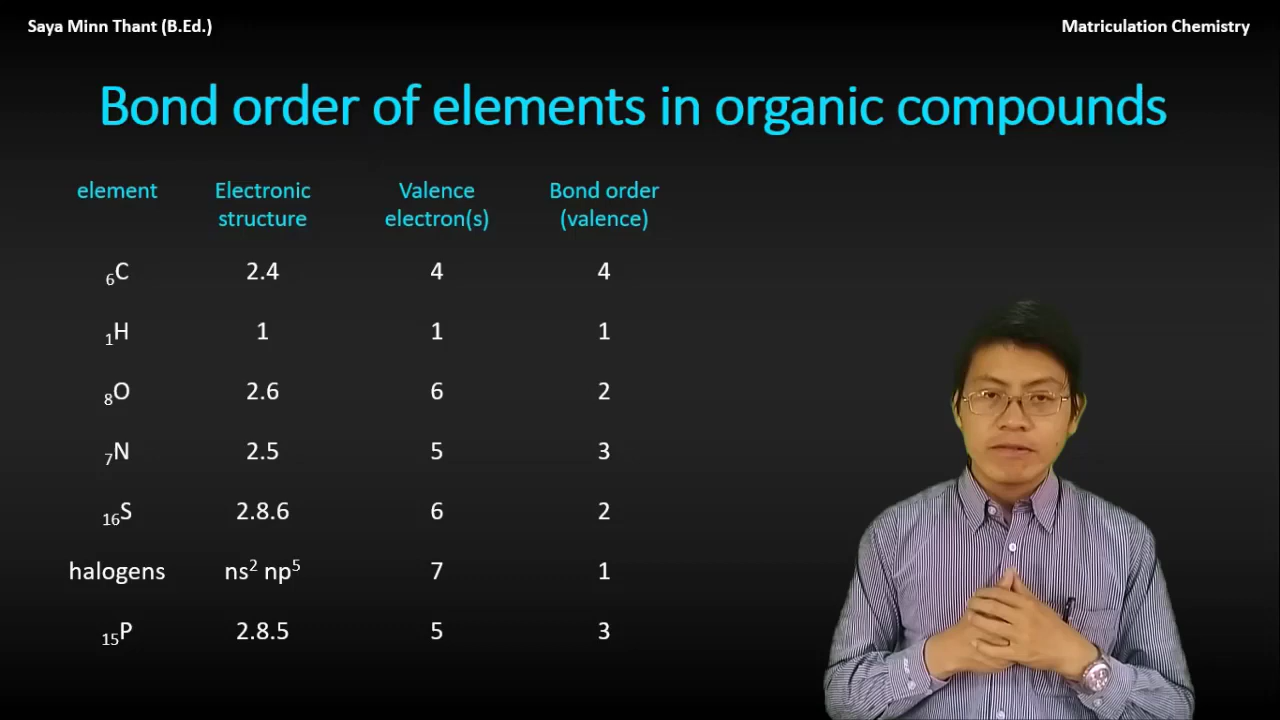 Saya Minn Thant (B.Ed.)
Matriculation Chemistry
Bond order of elements in organic compounds
element Electronic structure Valence electron(s) Bond order (valence)
₆C 2.4 4 4
₁H 1 1 1
₈O 2.6 6 2
₇N 2.5 5 3
₁₆S 2.8.6 6 2
halogens ns² np⁵ 7 1
₁₅P 2.8.5 5 3